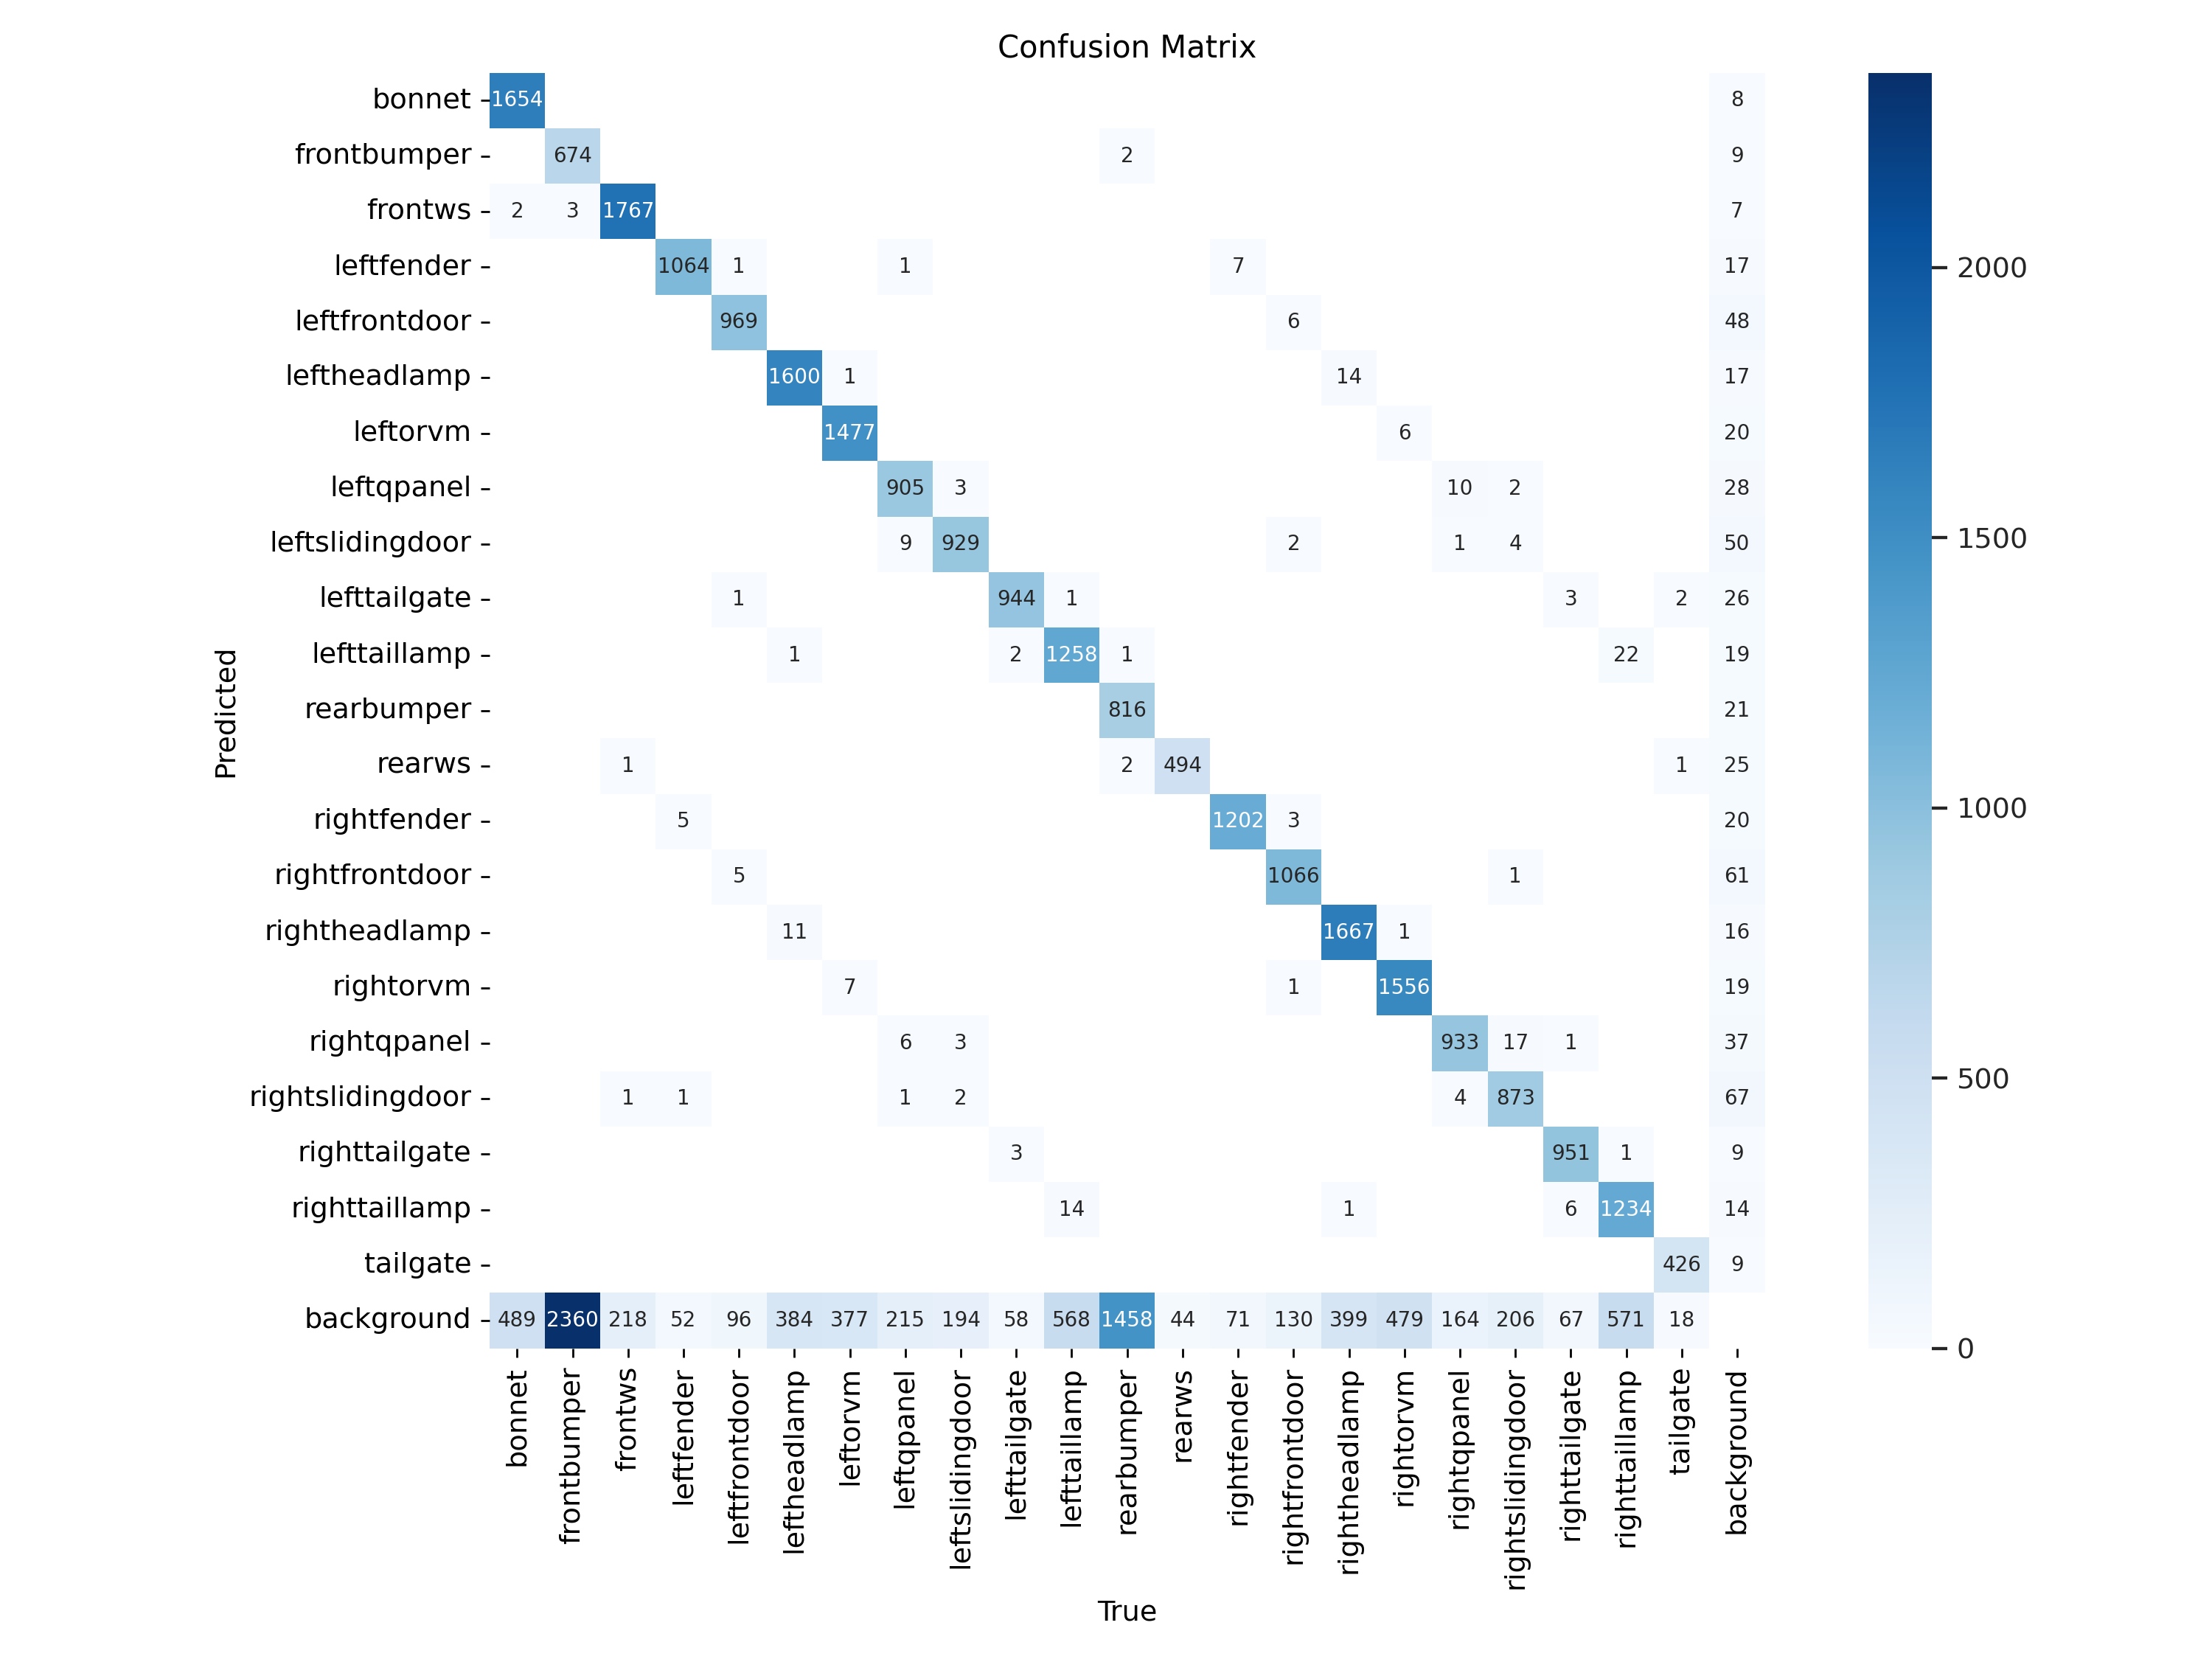 Confusion Matrix
bonnet 1654 8
frontbumper 674 2 9
frontws 2 3 1767 7
leftfender 1064 1 1 7 17 2000
leftfrontdoor 969 6 48
leftheadlamp 1600 1 14 17
leftorvm 1477 6 20
leftqpanel 905 3 10 2 28
leftslidingdoor 9 929 2 1 4 50 1500
lefttailgate 1 944 1 3 2 26
lefttaillamp 1 2 1258 1 22 19
rearbumper 816 21
Predicted
rearws 1 2 494 1 25
rightfender 5 1202 3 20 1000
rightfrontdoor 5 1066 1 61
rightheadlamp 11 1667 1 16
rightorvm 7 1 1556 19
rightqpanel 6 3 933 17 1 37
rightslidingdoor 1 1 1 2 4 873 67 500
righttailgate 3 951 1 9
righttaillamp 14 1 6 1234 14
tailgate 426 9
background 489 2360 218 52 96 384 377 215 194 58 568 1458 44 71 130 399 479 164 206 67 571 18 0
bonnet
frontbumper
frontws
leftfender
leftfrontdoor
leftheadlamp
leftorvm
leftqpanel
leftslidingdoor
lefttailgate
lefttaillamp
rearbumper
rearws
rightfender
rightfrontdoor
rightheadlamp
rightorvm
rightqpanel
rightslidingdoor
righttailgate
righttaillamp
tailgate
background
True